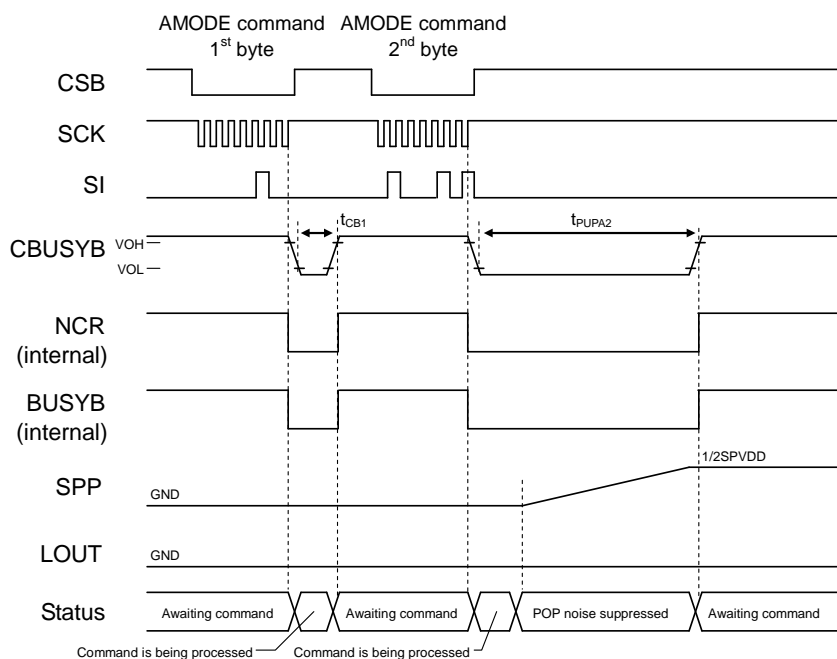 AMODE command
1st byte
AMODE command
2nd byte
CSB
SCK
SI
tCB1
tPUPA2
CBUSYB
VOH
VOL
NCR
(internal)
BUSYB
(internal)
SPP
GND
1/2SPVDD
LOUT
GND
Status
Awaiting command
Awaiting command
POP noise suppressed
Awaiting command
Command is being processed
Command is being processed